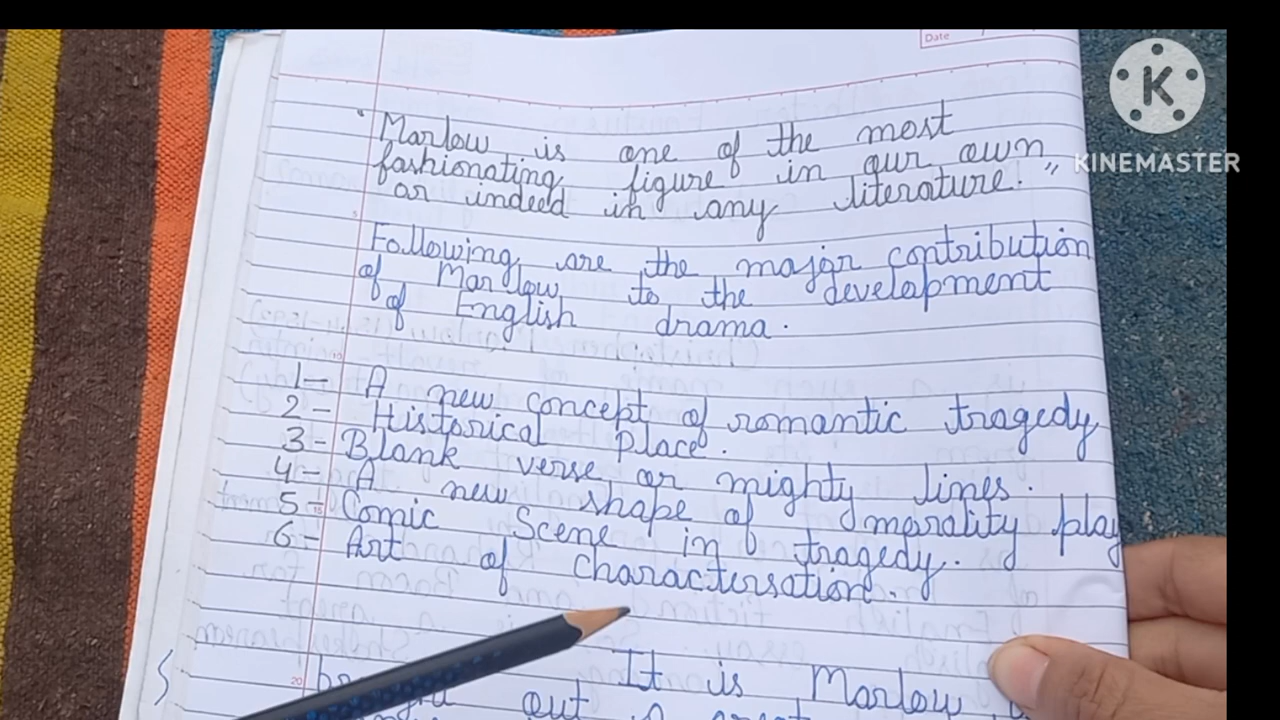 Date
K
KINEMASTER
"Marlow is one of the most
fashionating figure in our own
or indeed in any literature."
Following are the major contribution
of Marlow to the development
of English drama.
1- A new concept of romantic tragedy
2- Historical Place.
3- Blank verse or mighty lines.
4- A new shape of morality play
5- Comic Scene in tragedy.
6- Art of Charactersation.
It is Marlow
out